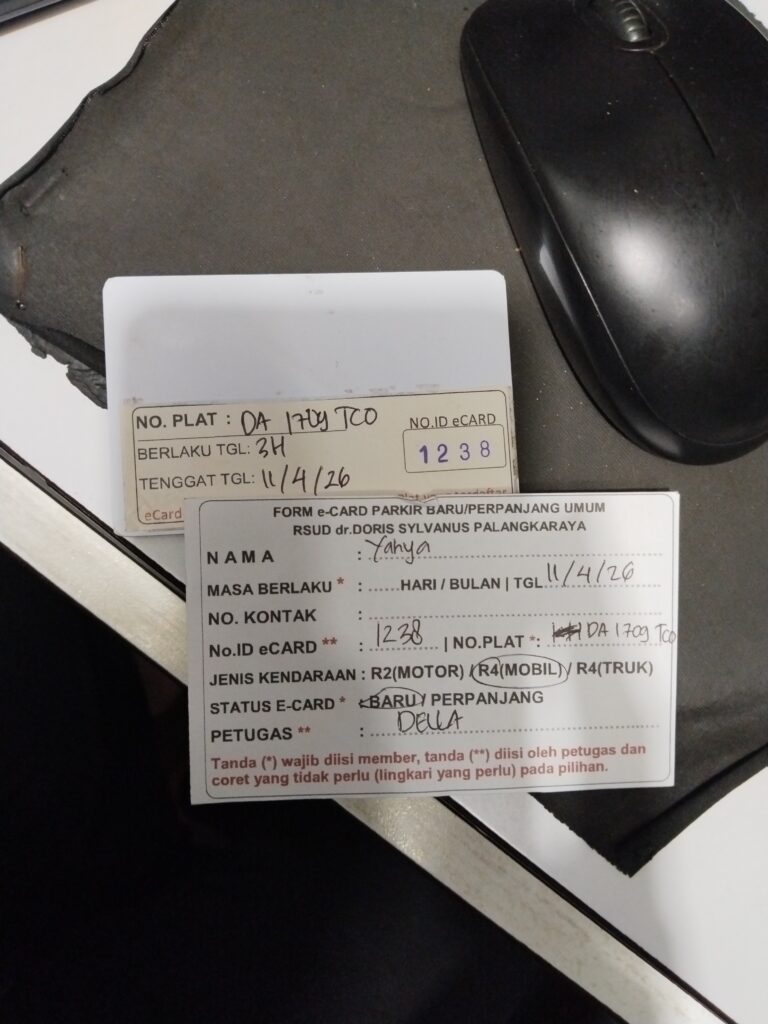 NO. PLAT : DA 1709 TCO
NO.ID eCARD
BERLAKU TGL: 3H
1238
TENGGAT TGL: 11/4/26
eCard
FORM e-CARD PARKIR BARU/PERPANJANG UMUM
RSUD dr.DORIS SYLVANUS PALANGKARAYA
NAMA : Yahya
MASA BERLAKU * : ......HARI / BULAN | TGL 11/4/26
NO. KONTAK :
No.ID eCARD ** : 1238 | NO.PLAT *: DA 1709 TCO
JENIS KENDARAAN : R2(MOTOR) / R4(MOBIL) / R4(TRUK)
STATUS E-CARD * : BARU / PERPANJANG
PETUGAS ** : DELLA
Tanda (*) wajib diisi member, tanda (**) diisi oleh petugas dan
coret yang tidak perlu (lingkari yang perlu) pada pilihan.